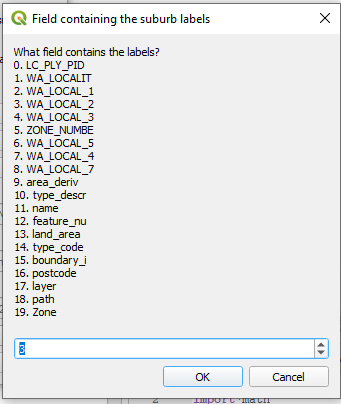 Field containing the suburb labels
What field contains the labels?
0. LC_PLY_PID
1. WA_LOCALIT
2. WA_LOCAL_1
3. WA_LOCAL_2
4. WA_LOCAL_3
5. ZONE_NUMBE
6. WA_LOCAL_5
7. WA_LOCAL_4
8. WA_LOCAL_7
9. area_deriv
10. type_descr
11. name
12. feature_nu
13. land_area
14. type_code
15. boundary_i
16. postcode
17. layer
18. path
19. Zone
3
OK Cancel
2 import math